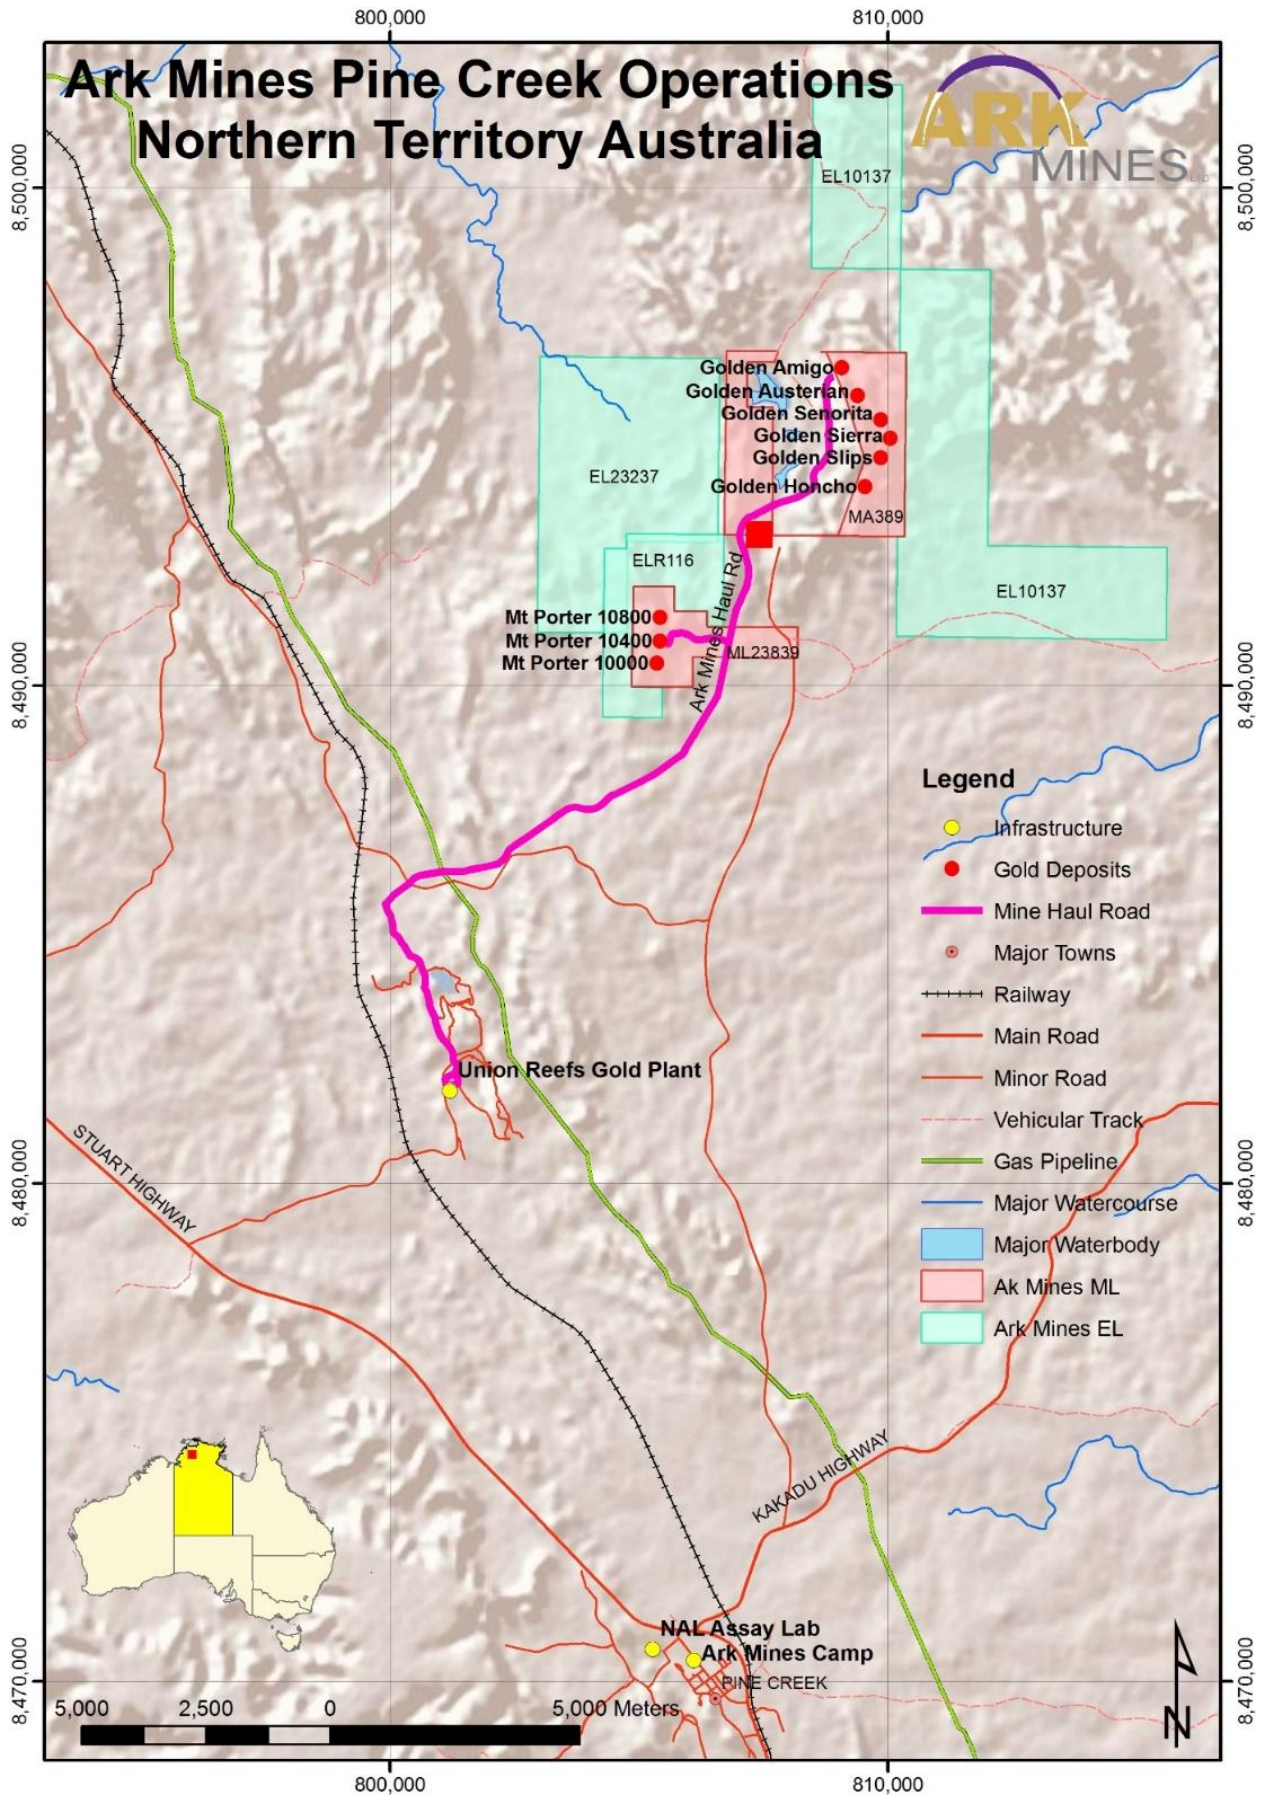 800,000
810,000
Ark Mines Pine Creek Operations
Northern Territory Australia
ARK
MINES
8,500,000
8,500,000
EL10137
Golden Amigo
Golden Austerian
Golden Senorita
Golden Sierra
Golden Slips
Golden Honcho
EL23237
MA389
ELR116
EL10137
Mt Porter 10800
Mt Porter 10400
Mt Porter 10000
ML23839
Ark Mines Haul Rd
8,490,000
8,490,000
Legend
Infrastructure
Gold Deposits
Mine Haul Road
Major Towns
Railway
Main Road
Minor Road
Vehicular Track
Gas Pipeline
Major Watercourse
Major Waterbody
Ak Mines ML
Ark Mines EL
Union Reefs Gold Plant
STUART HIGHWAY
8,480,000
8,480,000
KAKADU HIGHWAY
NAL Assay Lab
Ark Mines Camp
PINE CREEK
8,470,000
8,470,000
5,000 2,500 0 5,000 Meters
N
800,000
810,000